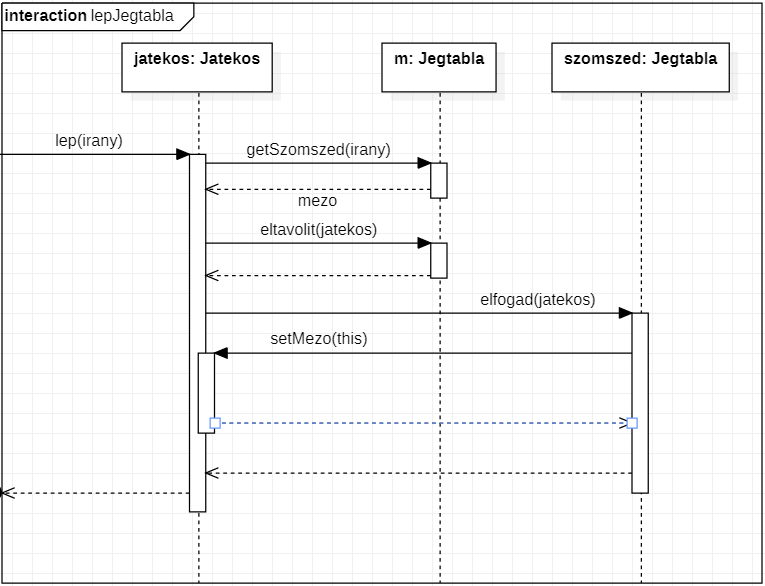 interaction lepJegtabla
jatekos: Jatekos
m: Jegtabla
szomszed: Jegtabla
lep(irany)
getSzomszed(irany)
mezo
eltavolit(jatekos)
elfogad(jatekos)
setMezo(this)